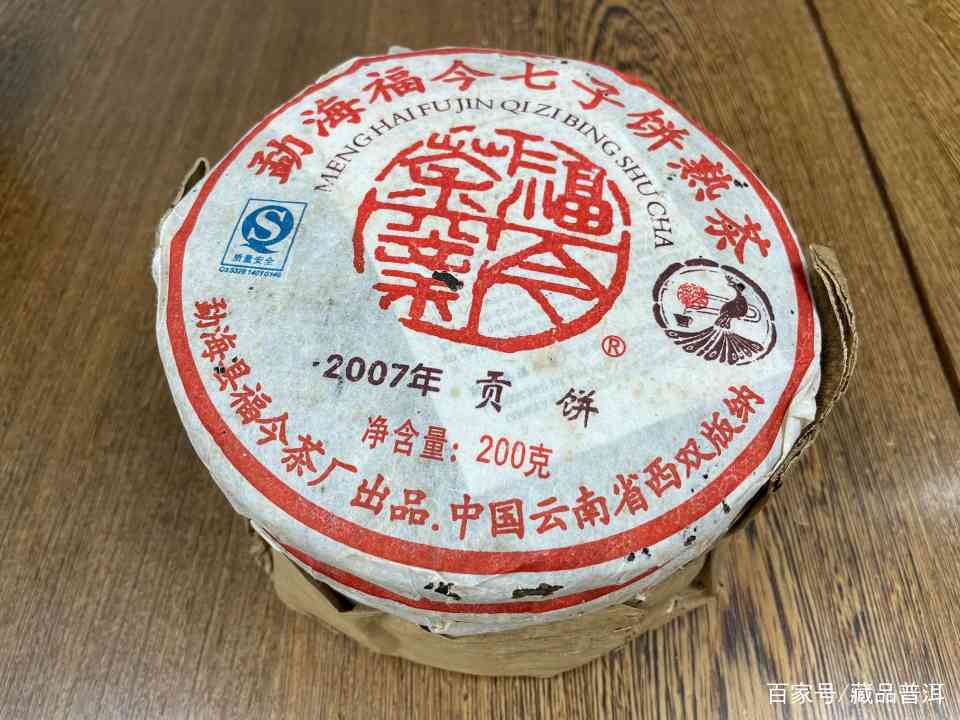 勐海福今七子饼熟茶
MENG HAI FU JIN QI ZI BING SHU CHA
福今茶業
®
质量安全
2007年 贡 饼
净含量：200克
勐海县福今茶厂出品.中国云南省西双版纳
百家号/藏品普洱